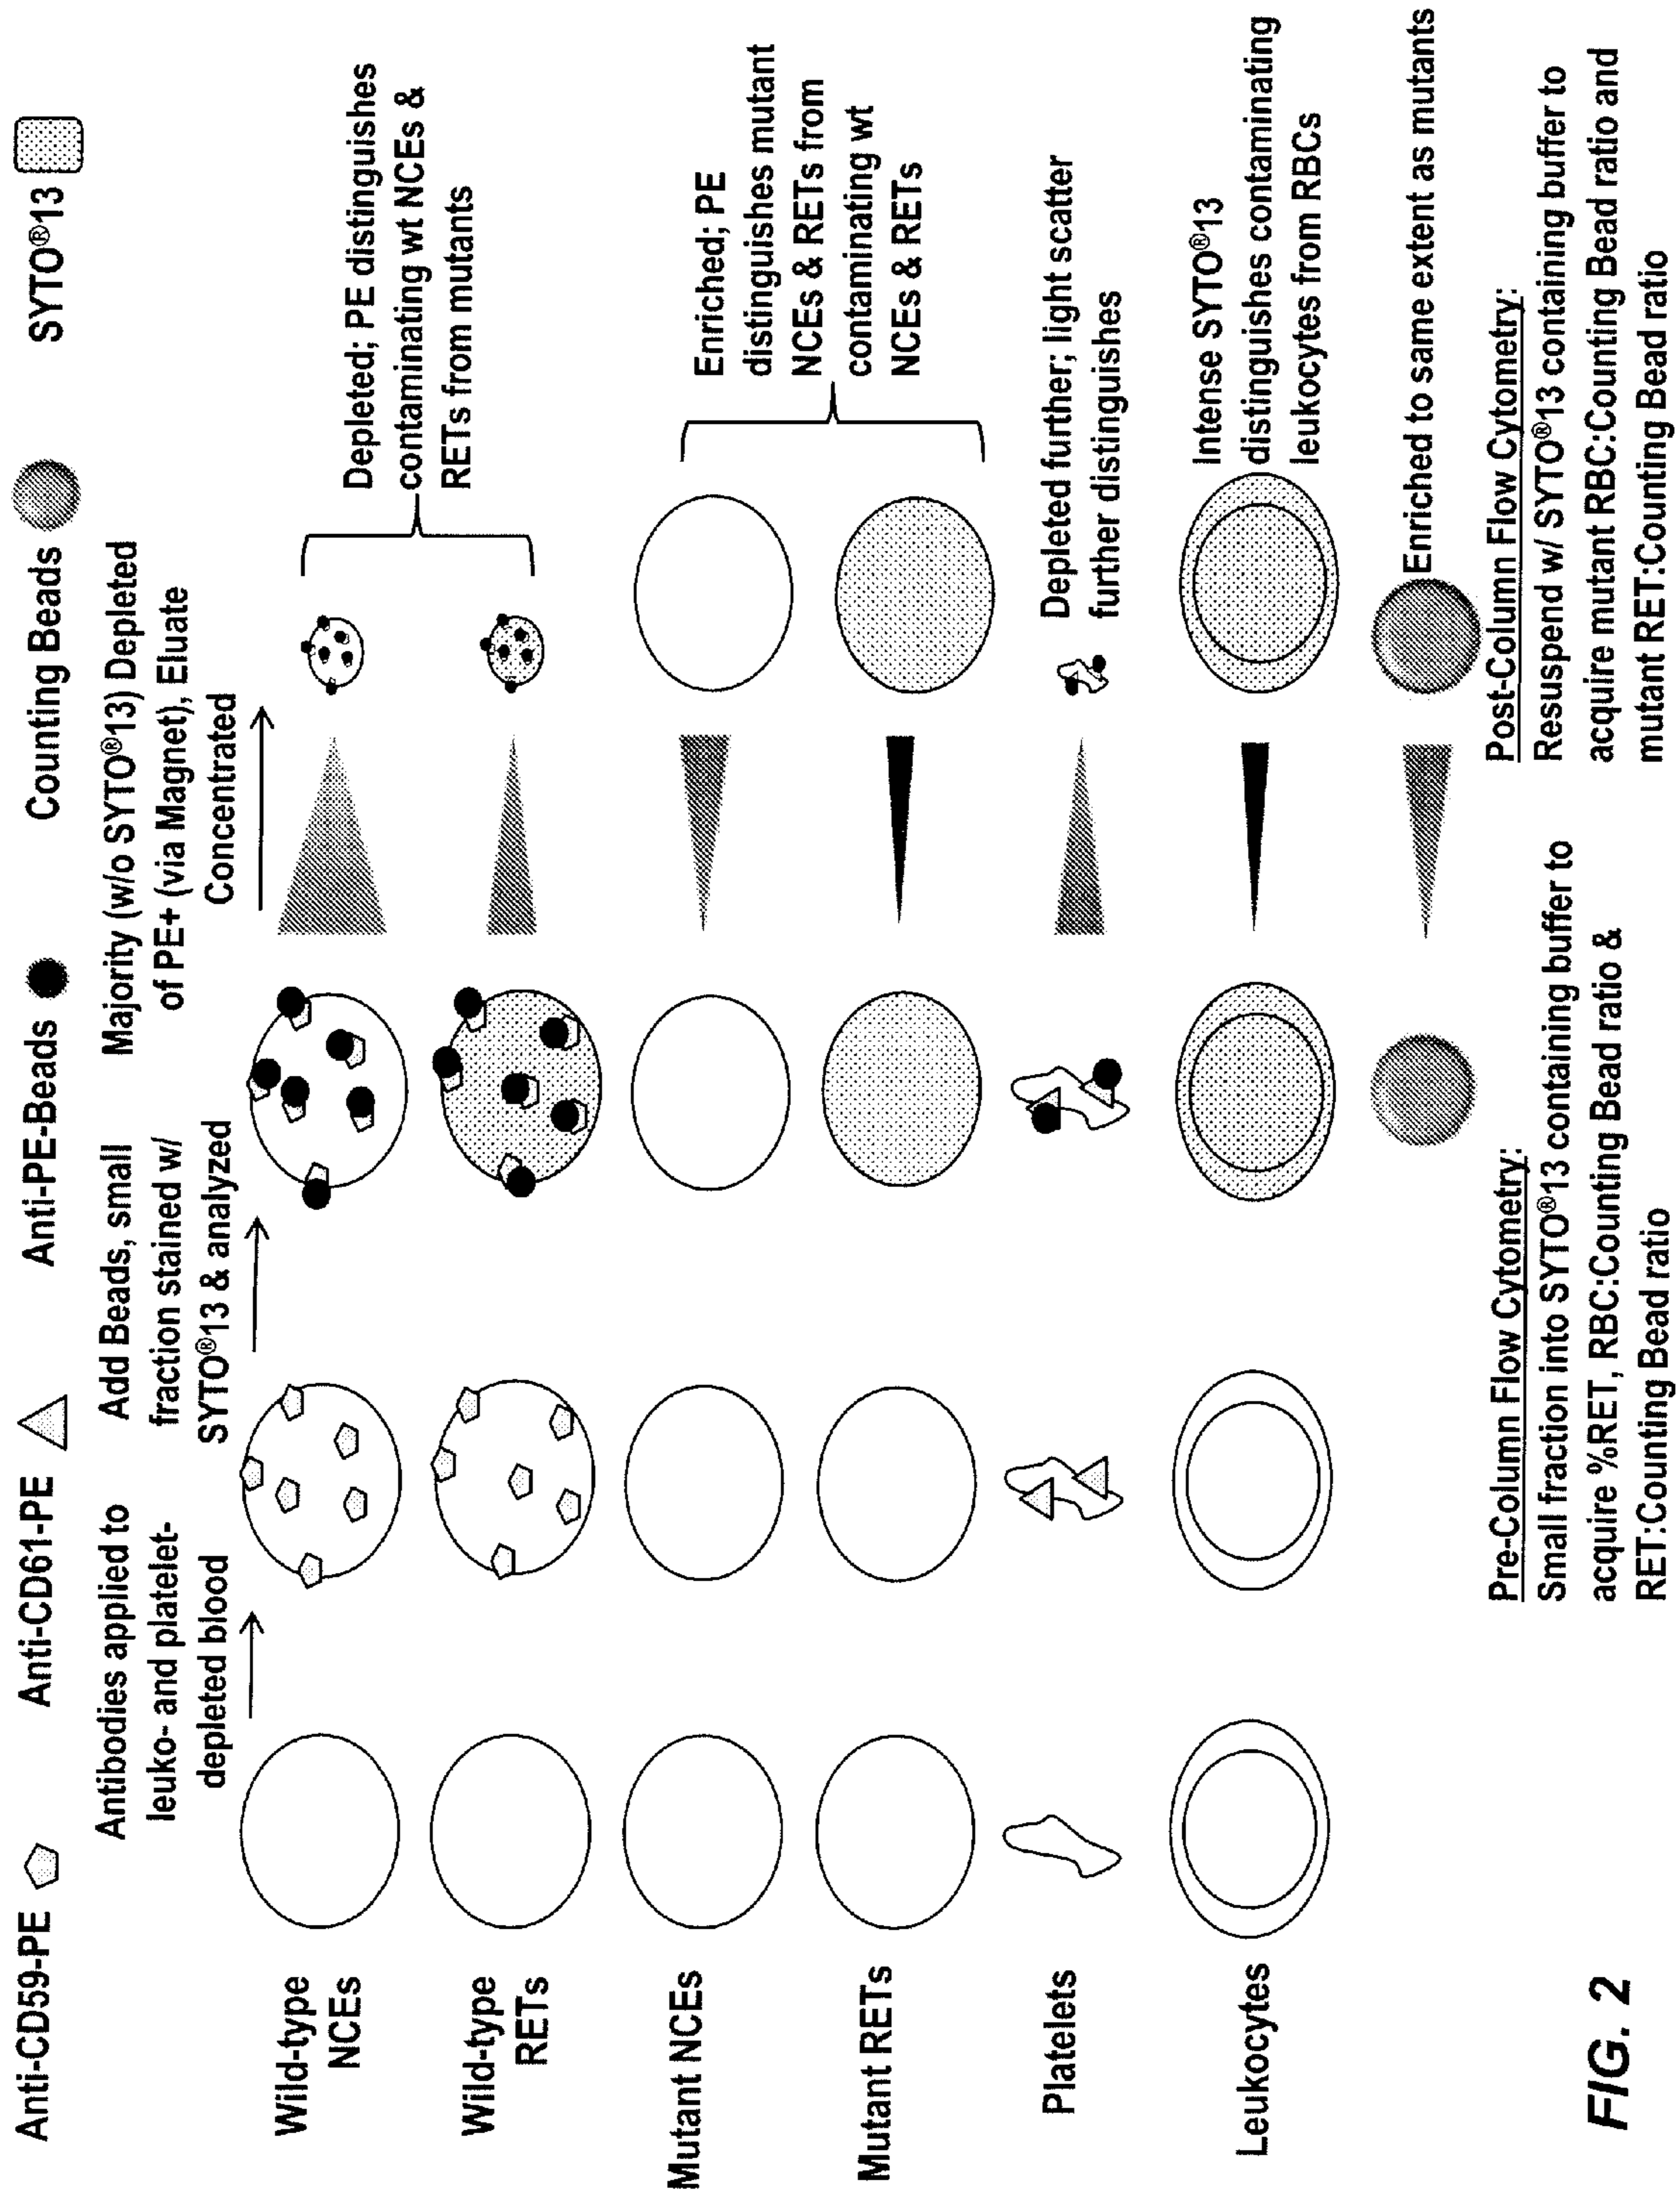 Anti-CD59-PE
Anti-CD61-PE
Anti-PE-Beads
Counting Beads
SYTO®13
Antibodies applied to
leuko- and platelet-
depleted blood
Add Beads, small
fraction stained w/
SYTO®13 & analyzed
Majority (w/o SYTO®13) Depleted
of PE+ (via Magnet), Eluate
Concentrated
Wild-type
NCEs
Wild-type
RETs
Depleted; PE distinguishes
contaminating wt NCEs &
RETs from mutants
Mutant NCEs
Mutant RETs
Enriched; PE
distinguishes mutant
NCEs & RETs from
contaminating wt
NCEs & RETs
Platelets
Depleted further; light scatter
further distinguishes
Leukocytes
Intense SYTO®13
distinguishes contaminating
leukocytes from RBCs
Enriched to same extent as mutants
Pre-Column Flow Cytometry:
Small fraction into SYTO®13 containing buffer to
acquire %RET, RBC:Counting Bead ratio &
RET:Counting Bead ratio
Post-Column Flow Cytometry:
Resuspend w/ SYTO®13 containing buffer to
acquire mutant RBC:Counting Bead ratio and
mutant RET:Counting Bead ratio
FIG. 2